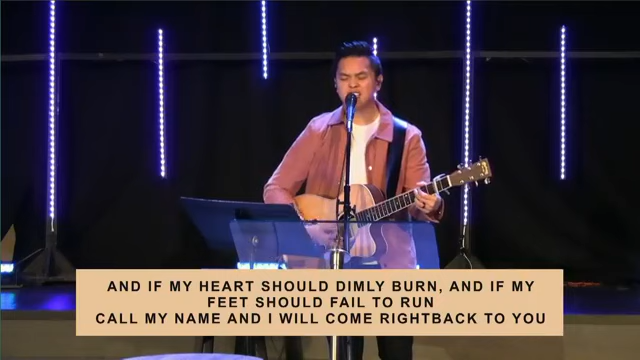 AND IF MY HEART SHOULD DIMLY BURN, AND IF MY
FEET SHOULD FAIL TO RUN
CALL MY NAME AND I WILL COME RIGHTBACK TO YOU